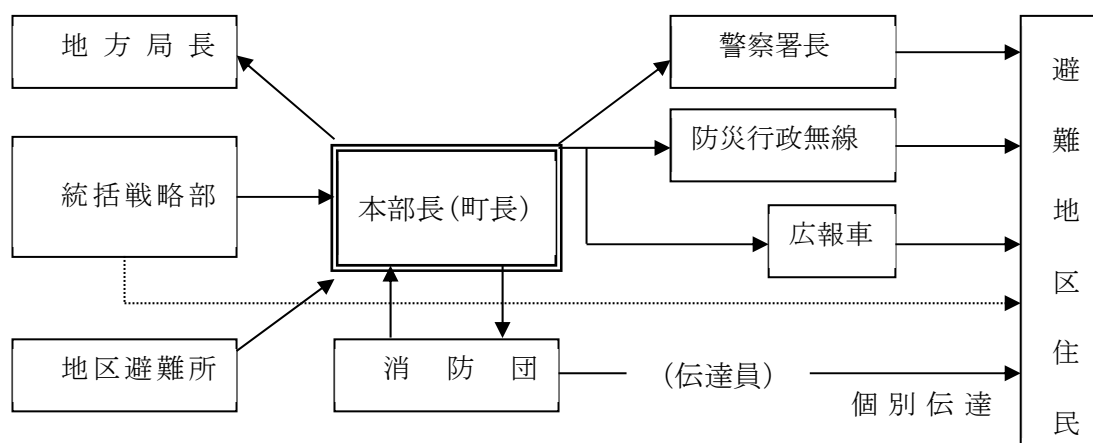 地方局長
警察署長
防災行政無線
統括戦略部
本部長(町長)
広報車
地区避難所
消防団
(伝達員)
個別伝達
避難地区住民